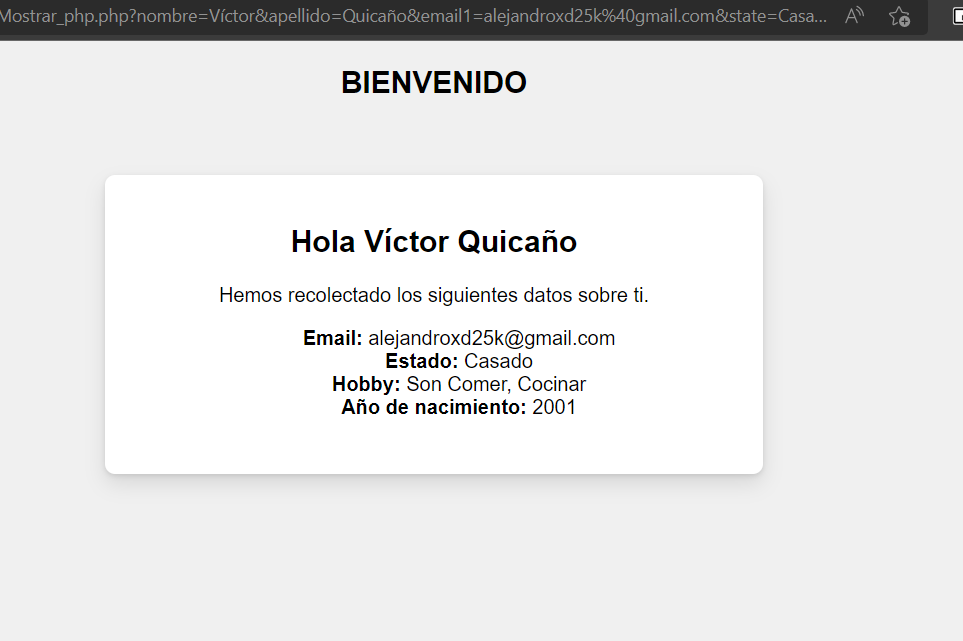 Mostrar_php.php?nombre=Víctor&apellido=Quicaño&email1=alejandroxd25k%40gmail.com&state=Casa...
BIENVENIDO
Hola Víctor Quicaño
Hemos recolectado los siguientes datos sobre ti.
Email: alejandroxd25k@gmail.com
Estado: Casado
Hobby: Son Comer, Cocinar
Año de nacimiento: 2001